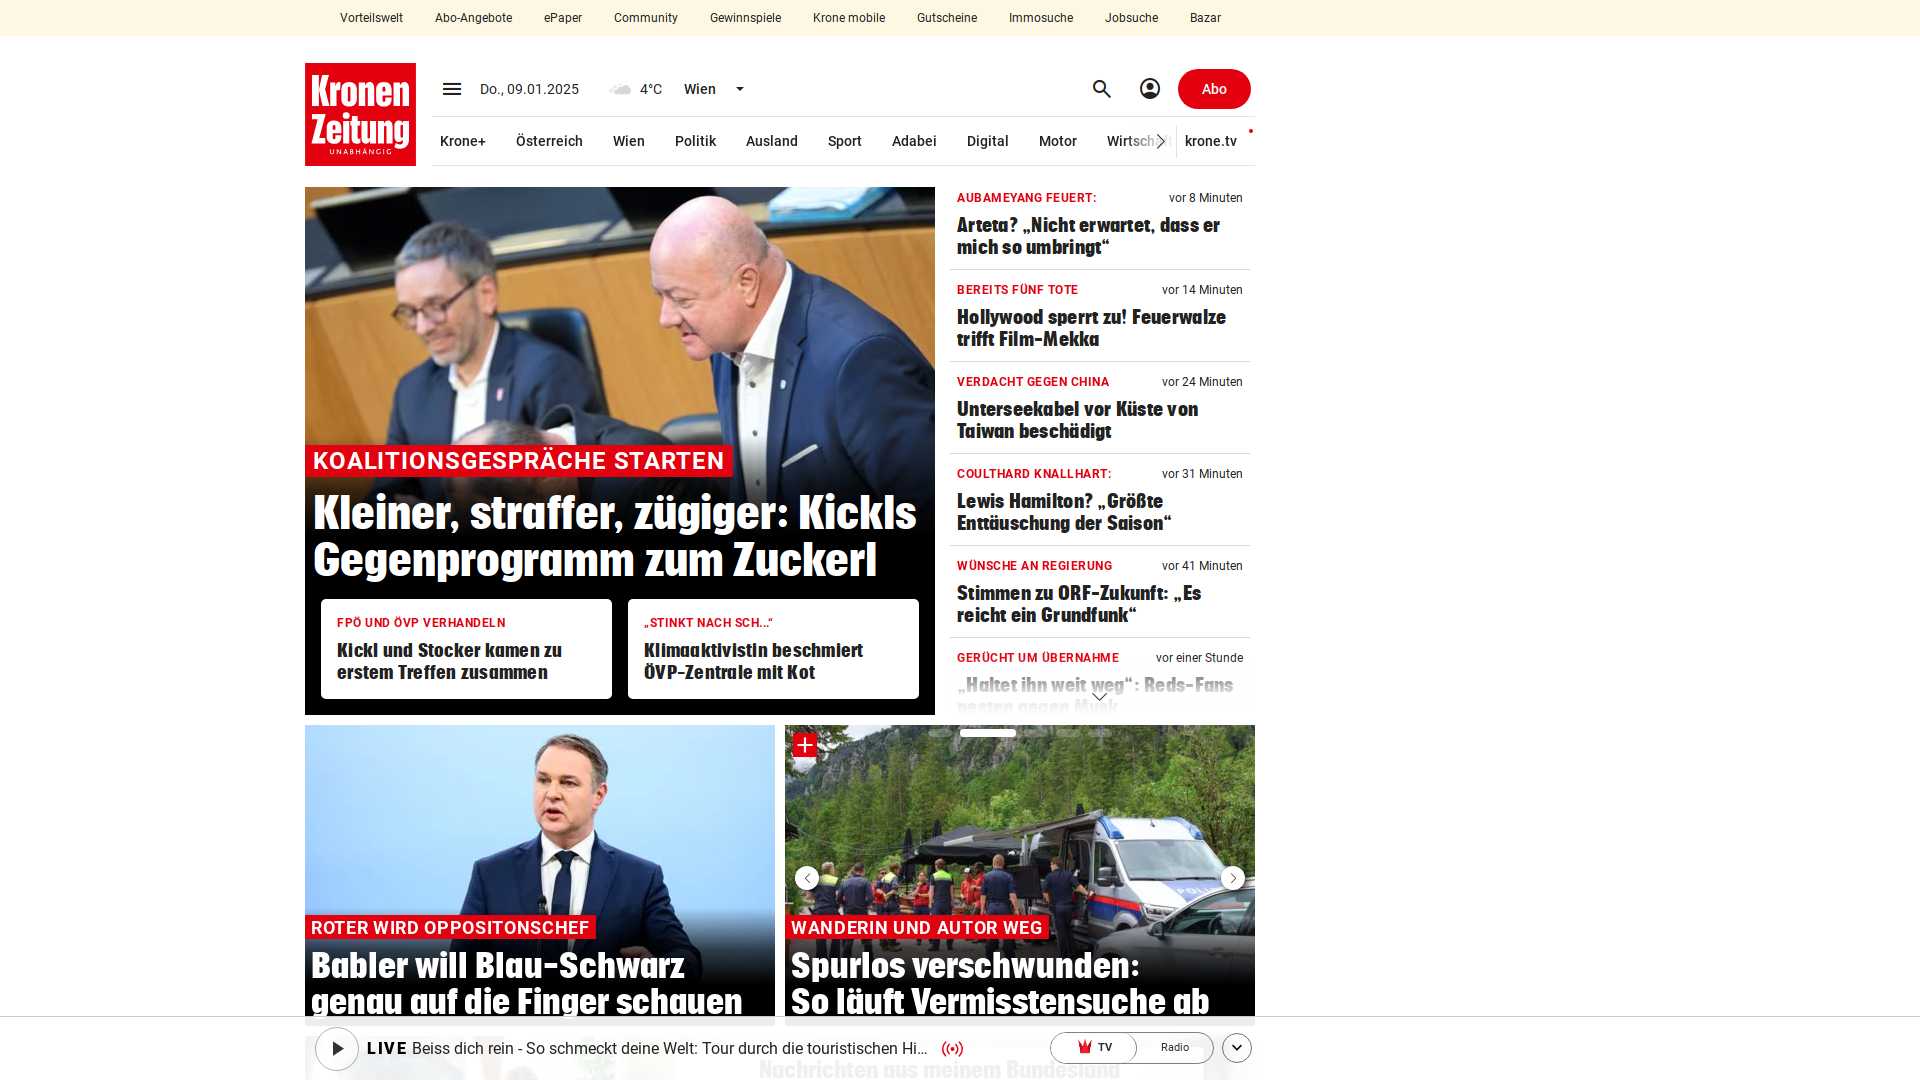 Vorteilswelt
Abo-Angebote
ePaper
Community
Gewinnspiele
Krone mobile
Gutscheine
Immosuche
Jobsuche
Bazar
Kronen
Zeitung
UNABHÄNGIG
Do., 09.01.2025
4°C
Wien
Abo
Krone+
Österreich
Wien
Politik
Ausland
Sport
Adabei
Digital
Motor
Wirtschaft
krone.tv
KOALITIONSGESPRÄCHE STARTEN
Kleiner, straffer, zügiger: Kickls
Gegenprogramm zum Zuckerl
FPÖ UND ÖVP VERHANDELN
Kickl und Stocker kamen zu
erstem Treffen zusammen
„STINKT NACH SCH...“
Klimaaktivistin beschmiert
ÖVP-Zentrale mit Kot
AUBAMEYANG FEUERT:
vor 8 Minuten
Arteta? „Nicht erwartet, dass er
mich so umbringt“
BEREITS FÜNF TOTE
vor 14 Minuten
Hollywood sperrt zu! Feuerwalze
trifft Film-Mekka
VERDACHT GEGEN CHINA
vor 24 Minuten
Unterseekabel vor Küste von
Taiwan beschädigt
COULTHARD KNALLHART:
vor 31 Minuten
Lewis Hamilton? „Größte
Enttäuschung der Saison“
WÜNSCHE AN REGIERUNG
vor 41 Minuten
Stimmen zu ORF-Zukunft: „Es
reicht ein Grundfunk“
GERÜCHT UM ÜBERNAHME
vor einer Stunde
„Haltet ihn weit weg“: Reds-Fans
posten gegen Musk
ROTER WIRD OPPOSITONSCHEF
Babler will Blau-Schwarz
genau auf die Finger schauen
WANDERIN UND AUTOR WEG
Spurlos verschwunden:
So läuft Vermisstensuche ab
LIVE Beiss dich rein - So schmeckt deine Welt: Tour durch die touristischen Hi...
TV
Radio
Nachrichten aus meinem Bundesland